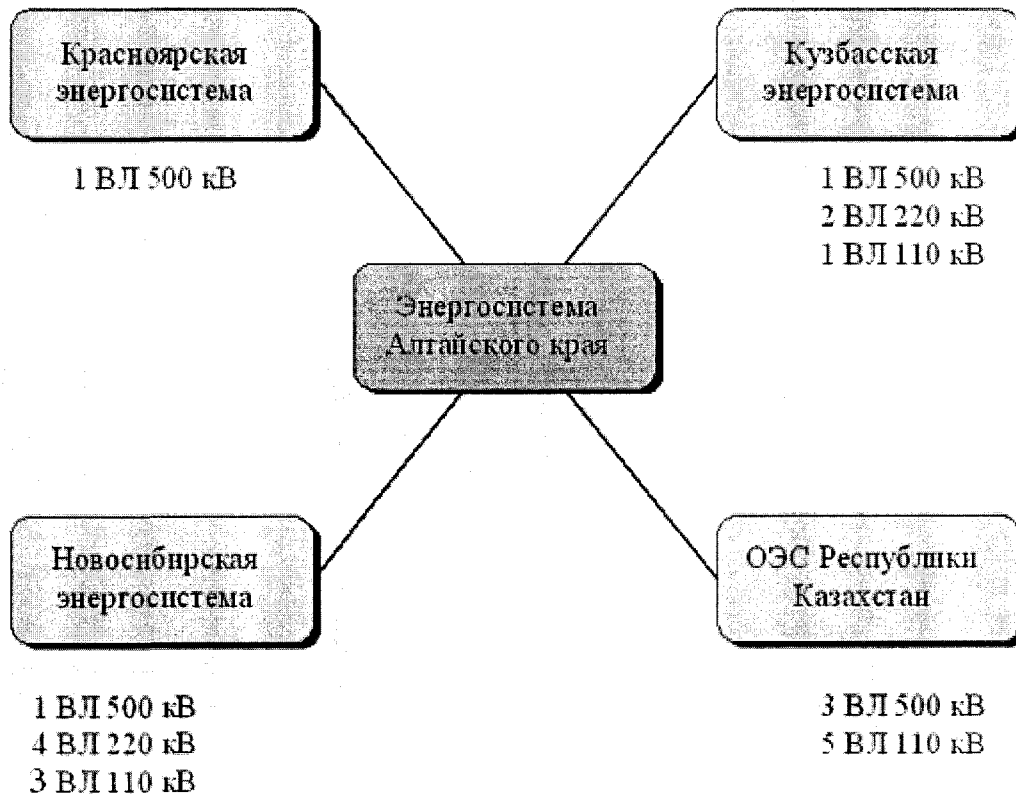 Красноярская
энергосистема
1 ВЛ 500 кВ
Кузбасская
энергосистема
1 ВЛ 500 кВ
2 ВЛ 220 кВ
1 ВЛ 110 кВ
Энергосистема
Алтайского края
Новосибирская
энергосистема
1 ВЛ 500 кВ
4 ВЛ 220 кВ
3 ВЛ 110 кВ
ОЭС Республики
Казахстан
3 ВЛ 500 кВ
5 ВЛ 110 кВ